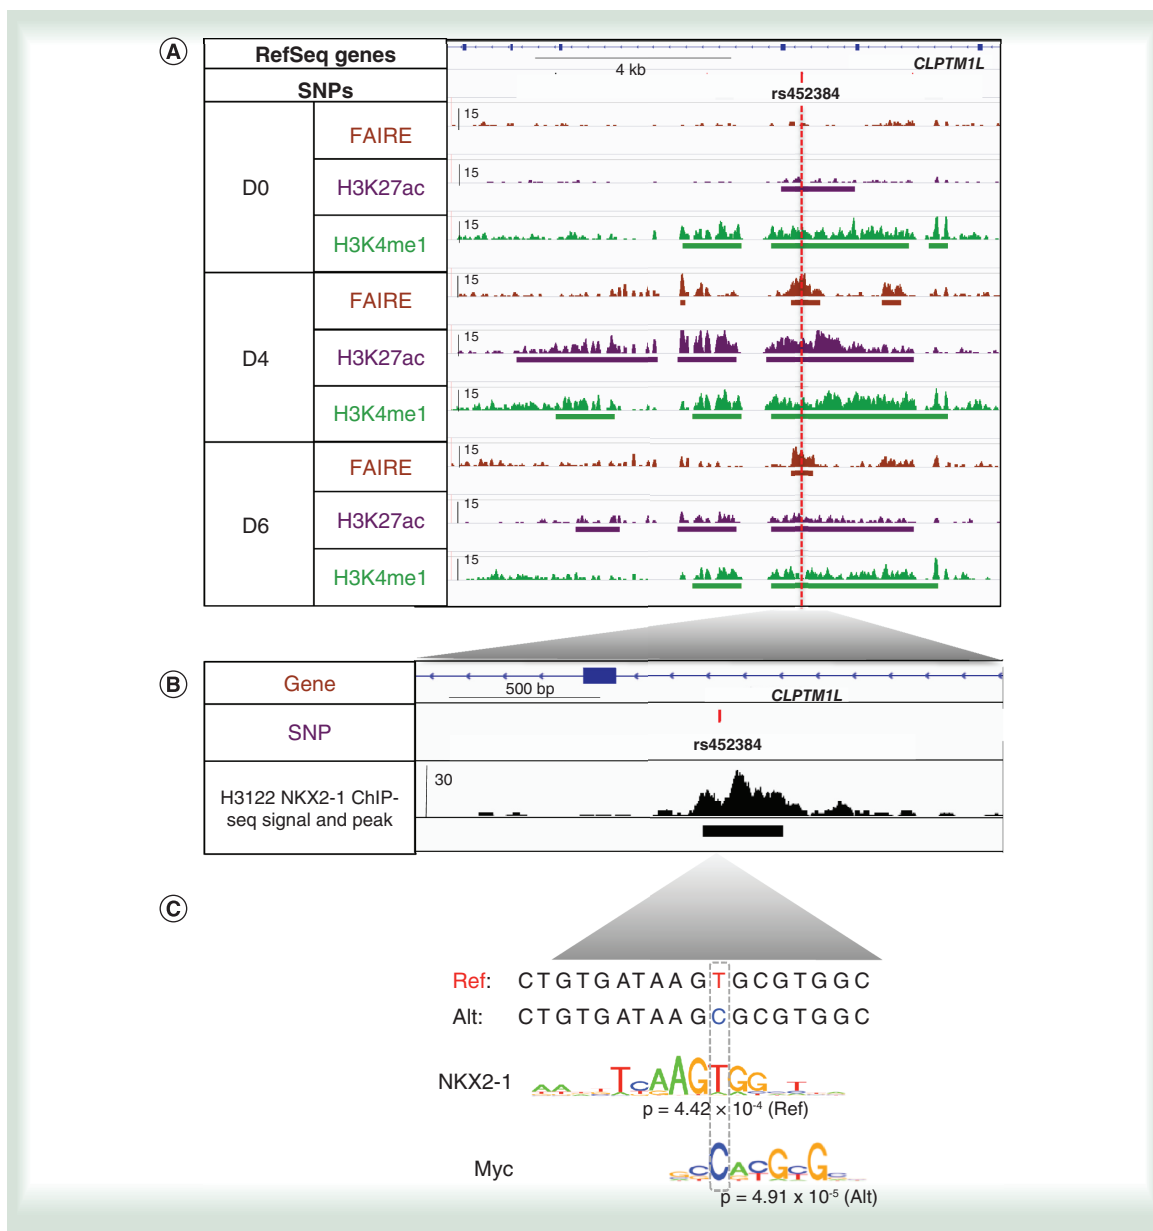 A
RefSeq genes
4 kb
CLPTM1L
SNPs
rs452384
D0
FAIRE
15
H3K27ac
15
H3K4me1
15
D4
FAIRE
15
H3K27ac
15
H3K4me1
15
D6
FAIRE
15
H3K27ac
15
H3K4me1
15
B
Gene
500 bp
CLPTM1L
SNP
rs452384
H3122 NKX2-1 ChIP-
seq signal and peak
30
C
Ref: CTGTGATAAGTGCGTGGC
Alt: CTGTGATAAGCGCGTGGC
NKX2-1
p = 4.42 × 10-4 (Ref)
Myc
p = 4.91 x 10-5 (Alt)